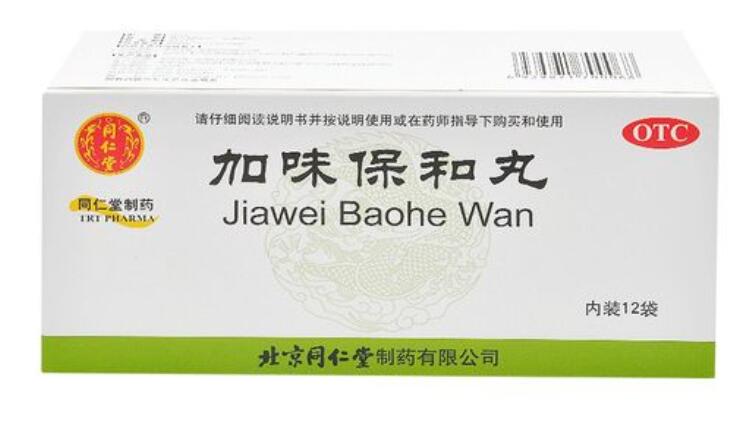 同仁堂
®
请仔细阅读说明书并按说明使用或在药师指导下购买和使用
OTC
加味保和丸
Jiawei Baohe Wan
同仁堂制药
TRT PHARMA
内装12袋
北京同仁堂制药有限公司